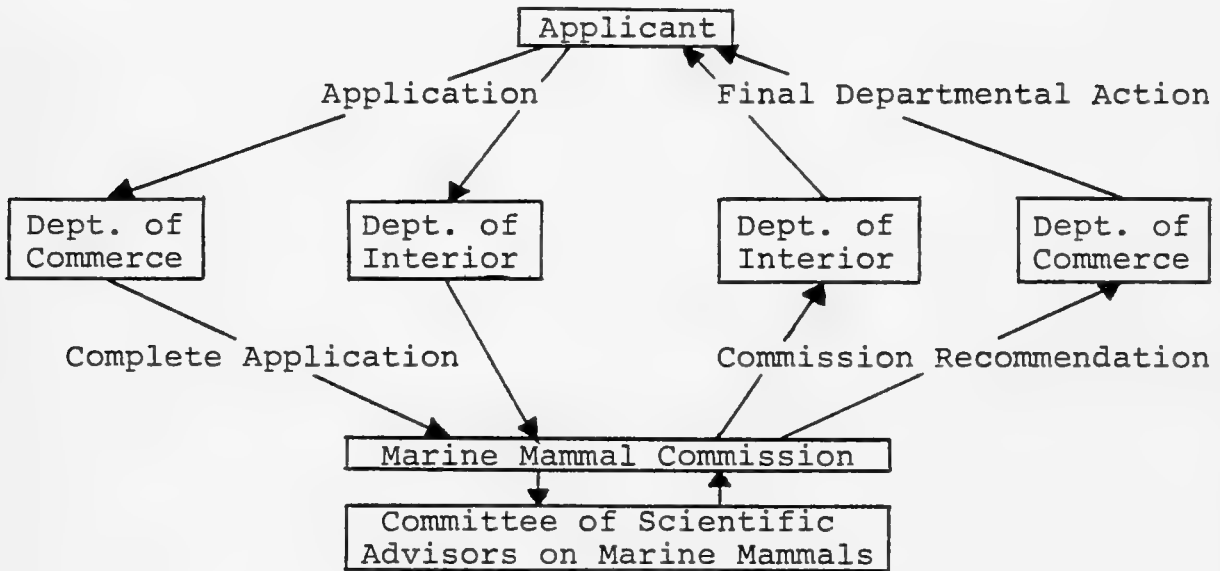 Applicant
Application
Final Departmental Action
Dept. of
Commerce
Dept. of
Interior
Dept. of
Interior
Dept. of
Commerce
Complete Application
Commission Recommendation
Marine Mammal Commission
Committee of Scientific
Advisors on Marine Mammals